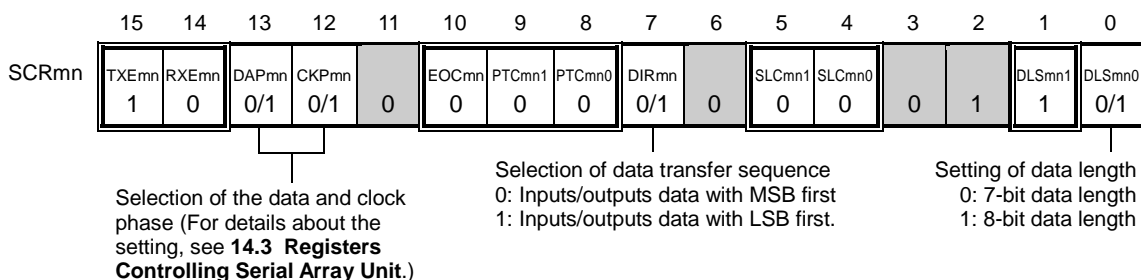 15 14 13 12 11 10 9 8 7 6 5 4 3 2 1 0
SCRmn TXEmn RXEmn DAPmn CKPmn EOCmn PTCmn1 PTCmn0 DIRmn SLCmn1 SLCmn0 DLSmn1 DLSmn0
1 0 0/1 0/1 0 0 0 0 0/1 0 0 0 0 1 1 0/1
Selection of the data and clock
phase (For details about the
setting, see 14.3 Registers
Controlling Serial Array Unit.)
Selection of data transfer sequence
0: Inputs/outputs data with MSB first
1: Inputs/outputs data with LSB first.
Setting of data length
0: 7-bit data length
1: 8-bit data length